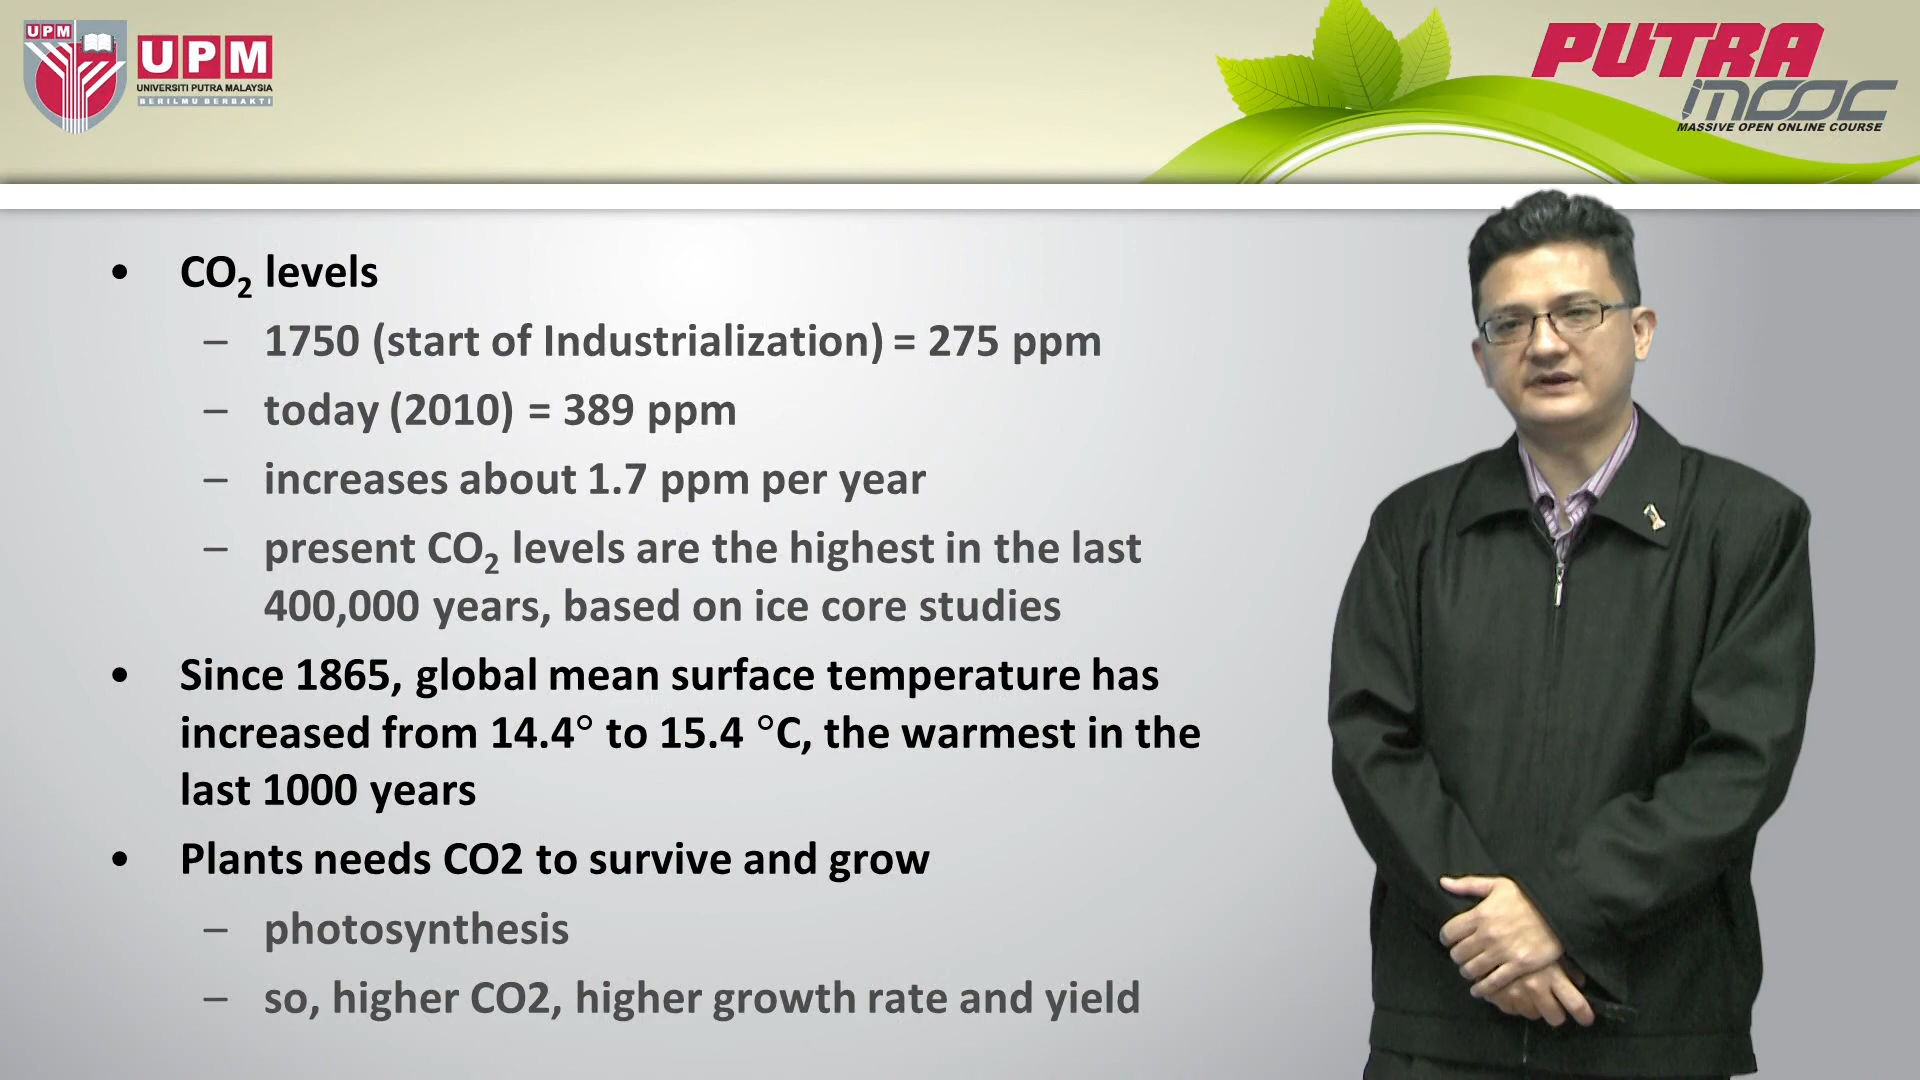 UPM
UPM
UNIVERSITI PUTRA MALAYSIA
BERILMU BERBAKTI
PUTRA
mooc
MASSIVE OPEN ONLINE COURSE
• CO₂ levels
– 1750 (start of Industrialization) = 275 ppm
– today (2010) = 389 ppm
– increases about 1.7 ppm per year
– present CO₂ levels are the highest in the last
400,000 years, based on ice core studies
• Since 1865, global mean surface temperature has
increased from 14.4° to 15.4 °C, the warmest in the
last 1000 years
• Plants needs CO2 to survive and grow
– photosynthesis
– so, higher CO2, higher growth rate and yield